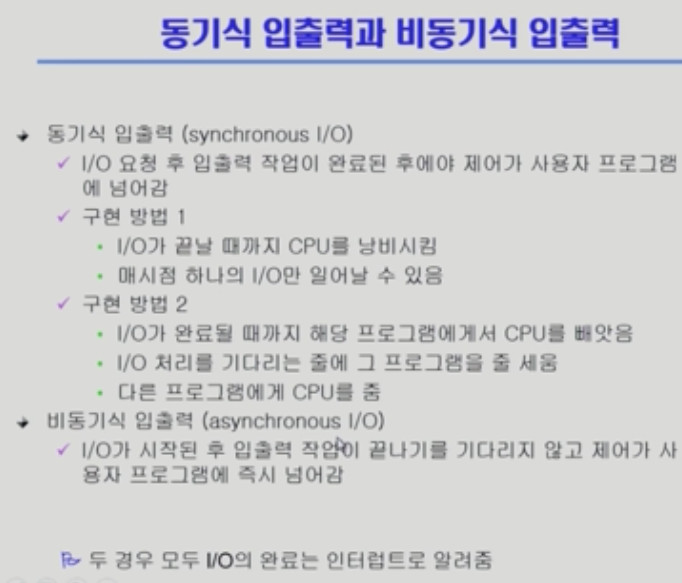 동기식 입출력과 비동기식 입출력
동기식 입출력 (synchronous I/O)
I/O 요청 후 입출력 작업이 완료된 후에야 제어가 사용자 프로그램
에 넘어감
구현 방법 1
I/O가 끝날 때까지 CPU를 낭비시킴
매시점 하나의 I/O만 일어날 수 있음
구현 방법 2
I/O가 완료될 때까지 해당 프로그램에게서 CPU를 빼앗음
I/O 처리를 기다리는 줄에 그 프로그램을 줄 세움
다른 프로그램에게 CPU를 줌
비동기식 입출력 (asynchronous I/O)
I/O가 시작된 후 입출력 작업이 끝나기를 기다리지 않고 제어가 사
용자 프로그램에 즉시 넘어감
두 경우 모두 I/O의 완료는 인터럽트로 알려줌